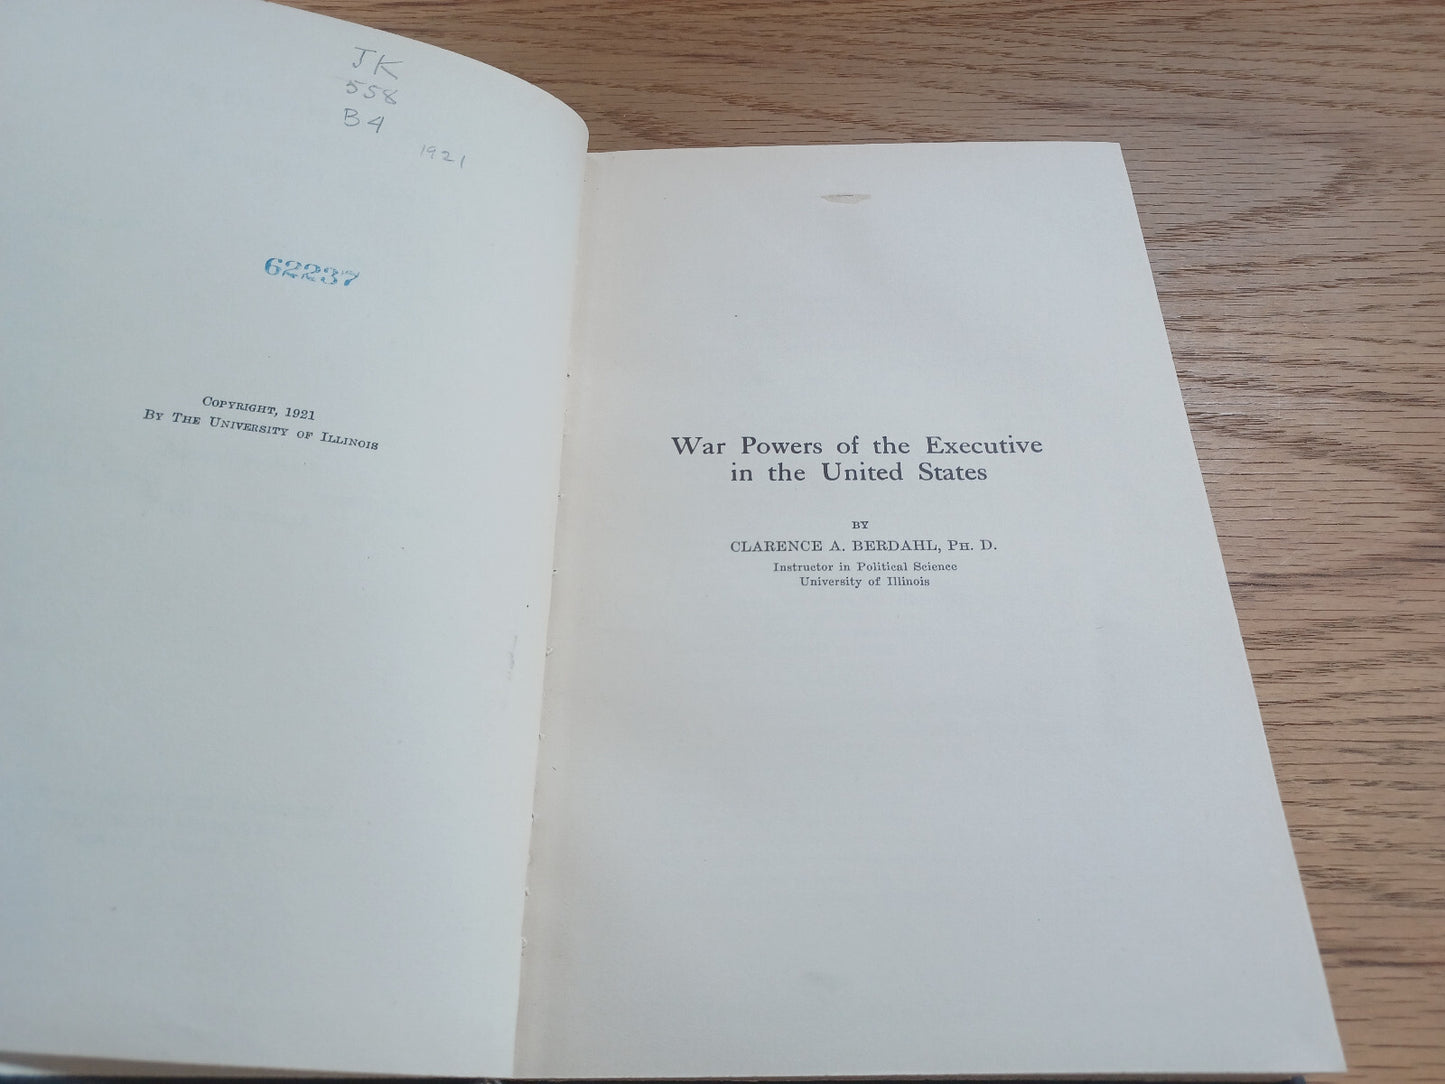 JK
558
B4
1921
62237
COPYRIGHT, 1921
BY THE UNIVERSITY OF ILLINOIS
War Powers of the Executive
in the United States
BY
CLARENCE A. BERDAHL, PH. D.
Instructor in Political Science
University of Illinois